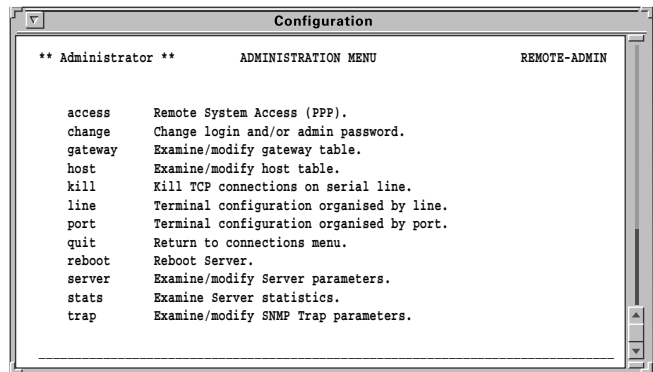 Configuration
** Administrator ** ADMINISTRATION MENU REMOTE-ADMIN
access Remote System Access (PPP).
change Change login and/or admin password.
gateway Examine/modify gateway table.
host Examine/modify host table.
kill Kill TCP connections on serial line.
line Terminal configuration organised by line.
port Terminal configuration organised by port.
quit Return to connections menu.
reboot Reboot Server.
server Examine/modify Server parameters.
stats Examine Server statistics.
trap Examine/modify SNMP Trap parameters.